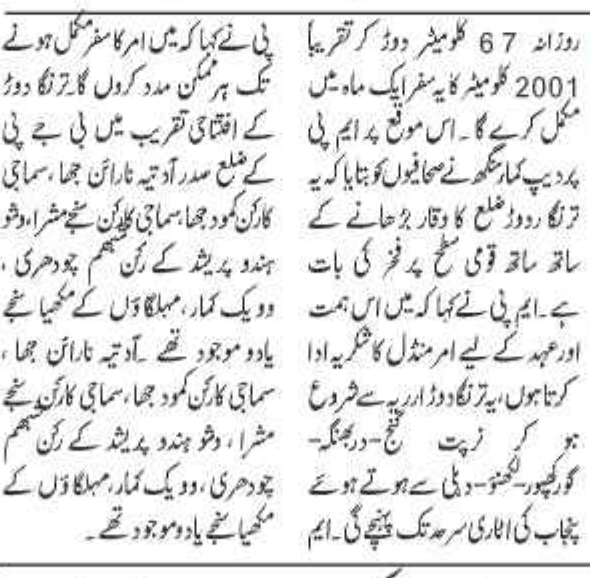 روزانہ 67 کلومیٹر دوڑ کر تقریباً
2001 کلومیٹر کا یہ سفر ایک ماہ میں
مکمل کرے گا۔ اس موقع پر ایم پی
پردیپ کمار سنگھ نے صحافیوں کو بتایا کہ یہ
ترنگا رووڑ ضلع کا وقار بڑھانے کے
ساتھ ساتھ قومی سطح پر فخر کی بات
ہے۔ ایم پی نے کہا کہ میں اس ہمت
اور عہد کے لیے امر منڈل کا شکریہ ادا
کرتا ہوں، یہ ترنگا دوڑ ارریہ سے شروع
ہو کر نرپت گنج-دربھنگہ-
گورکھپور-لکھنؤ-دہلی سے ہوتے ہوئے
پنجاب کی اٹاری سرحد تک پہنچے گی۔ ایم
پی نے کہا کہ میں امر کا سفر مکمل ہونے
تک ہر ممکن مدد کروں گا۔ ترنگا دوڑ
کے افتتاحی تقریب میں بی جے پی
کے ضلع صدر آدتیہ نارائن جھا، سماجی
کارکن کمود جھا، سماجی کارکن سنجے مشرا، وشو
ہندو پریشد کے رکن شبھم چودھری،
وویک کمار، مہلگاؤں کے مکھیا سنجے
یادو موجود تھے ۔ آدتیہ نارائن جھا،
سماجی کارکن کمود جھا، سماجی کارکن سنجے
مشرا، وشو ہندو پریشد کے رکن شبھم
چودھری، وویک کمار، مہلگاؤں کے
مکھیا سنجے یادو موجود تھے۔